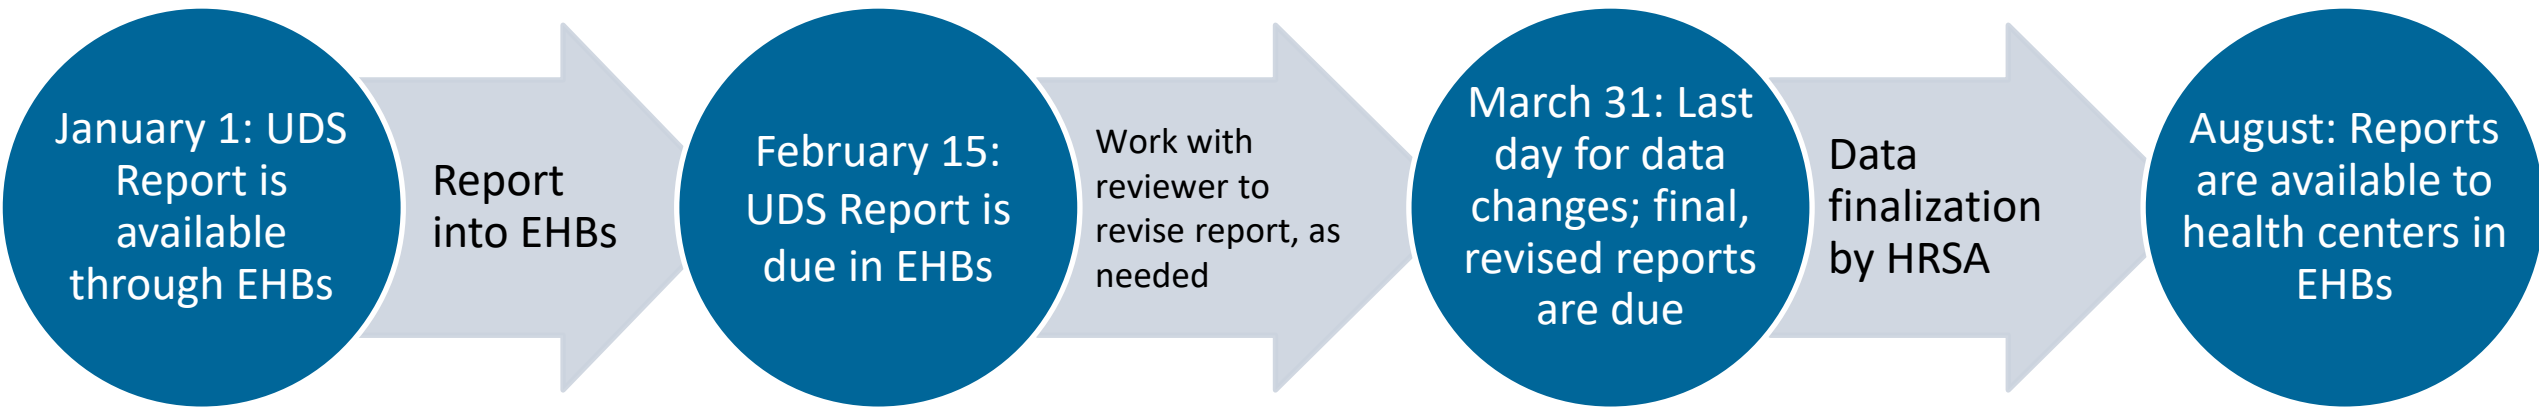 January 1: UDS
Report is
available
through EHBs
Report
into EHBs
February 15:
UDS Report is
due in EHBs
Work with
reviewer to
revise report, as
needed
March 31: Last
day for data
changes; final,
revised reports
are due
Data
finalization
by HRSA
August: Reports
are available to
health centers in
EHBs